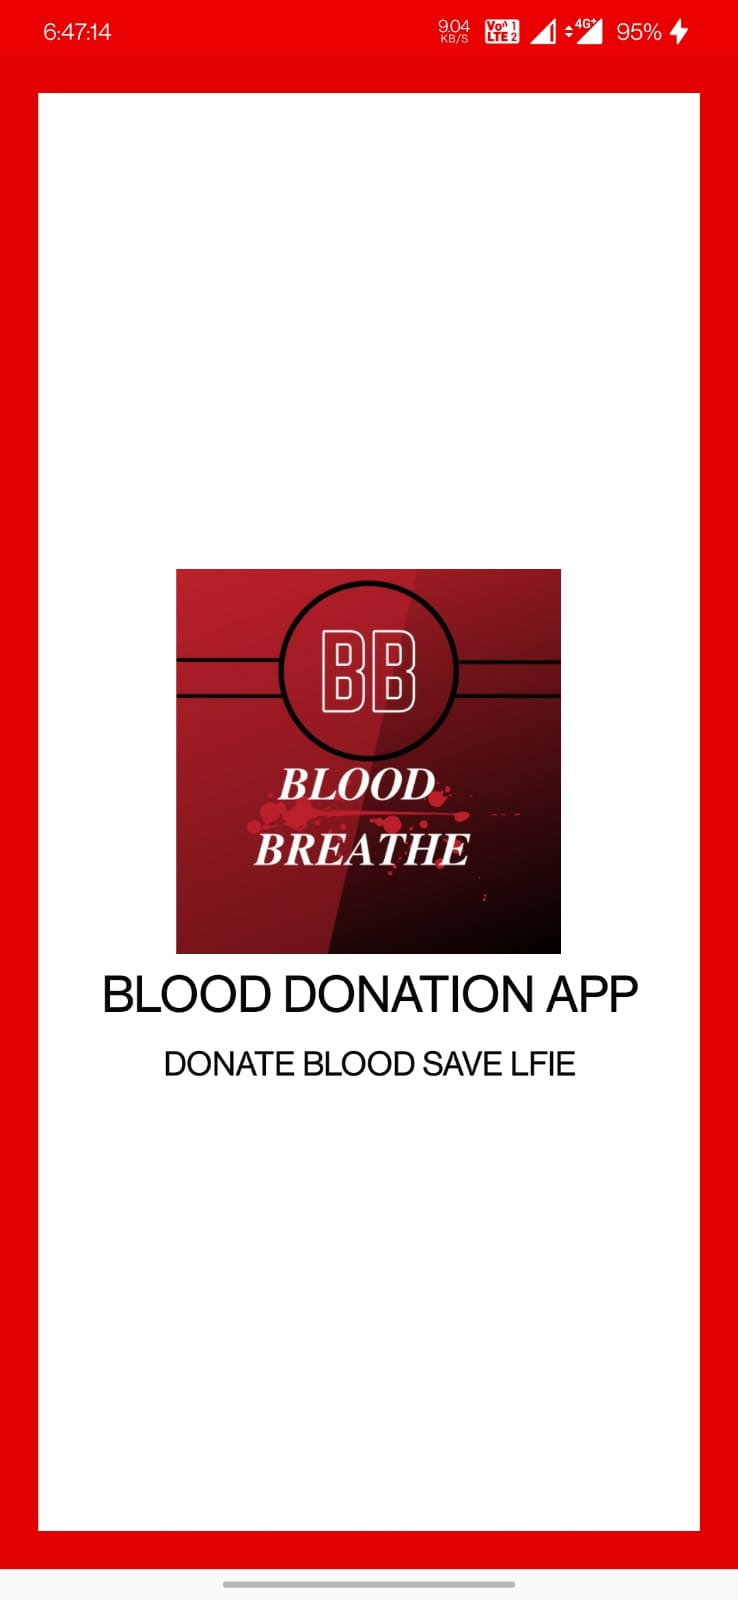 6:47:14
9.04
KB/S
Vo 1
LTE 2
4G+
95%
BB
BLOOD
BREATHE
BLOOD DONATION APP
DONATE BLOOD SAVE LFIE